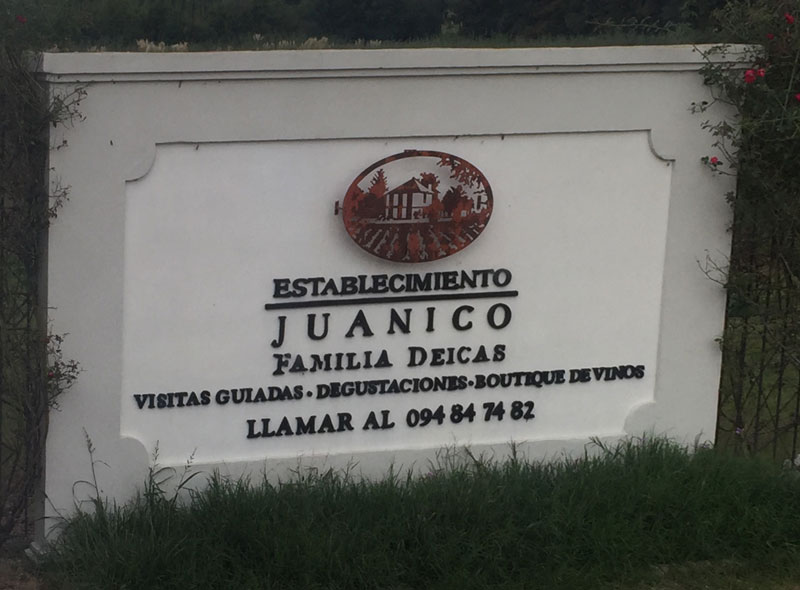 ESTABLECIMIENTO
JUANICO
FAMILIA DEICAS
VISITAS GUIADAS · DEGUSTACIONES · BOUTIQUE DE VINOS
LLAMAR AL 094 84 74 82